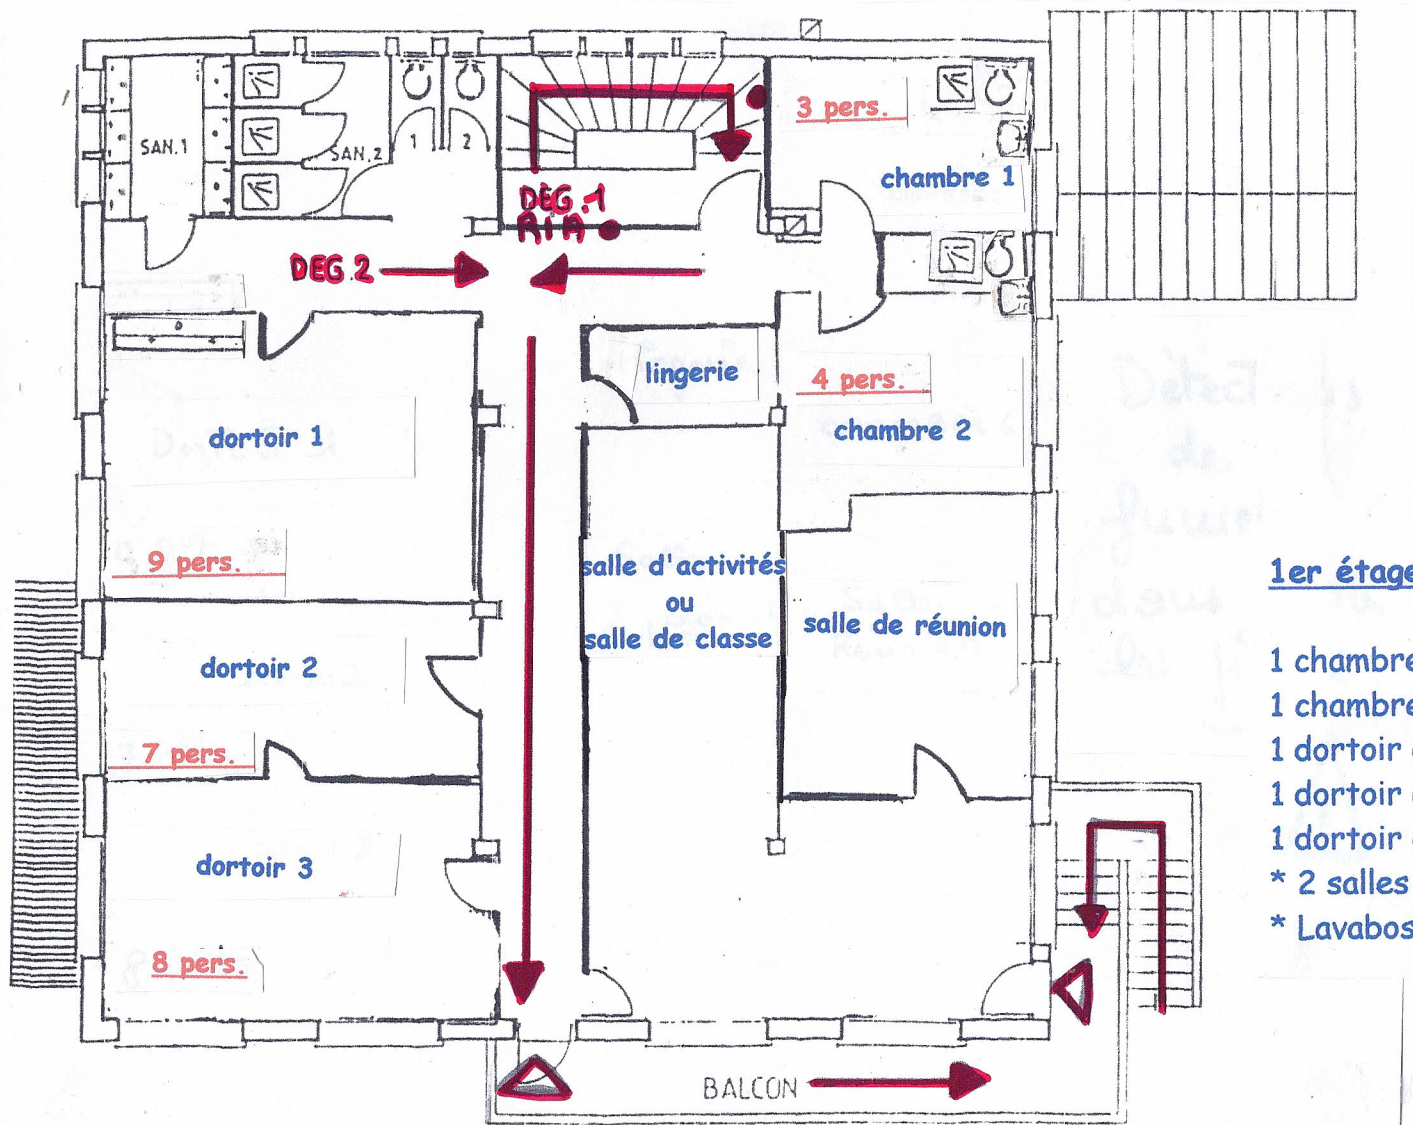 SAN.1
SAN.2
1
2
3 pers.
chambre 1
DEG.1
RIA
DEG.2
lingerie
4 pers.
chambre 2
dortoir 1
9 pers.
salle d'activités
ou
salle de classe
salle de réunion
dortoir 2
7 pers.
dortoir 3
8 pers.
BALCON
1er étage
1 chambre
1 chambre
1 dortoir
1 dortoir
1 dortoir
* 2 salles
* Lavabos